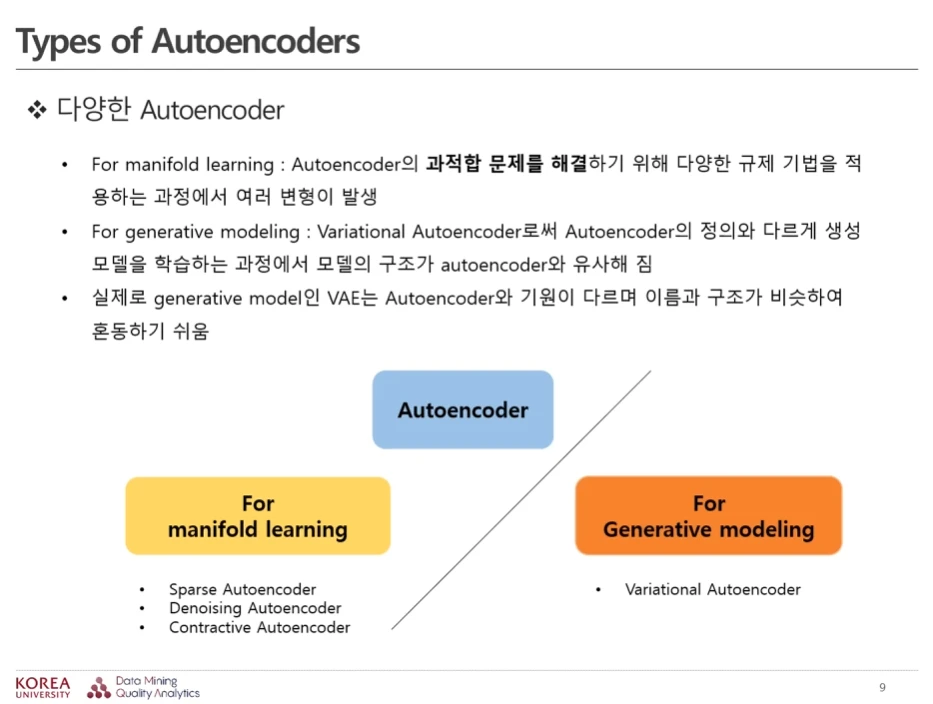 Types of Autoencoders
❖ 다양한 Autoencoder
• For manifold learning : Autoencoder의 과적합 문제를 해결하기 위해 다양한 규제 기법을 적
용하는 과정에서 여러 변형이 발생
• For generative modeling : Variational Autoencoder로써 Autoencoder의 정의와 다르게 생성
모델을 학습하는 과정에서 모델의 구조가 autoencoder와 유사해 짐
• 실제로 generative model인 VAE는 Autoencoder와 기원이 다르며 이름과 구조가 비슷하여
혼동하기 쉬움
Autoencoder
For
manifold learning
• Sparse Autoencoder
• Denoising Autoencoder
• Contractive Autoencoder
For
Generative modeling
• Variational Autoencoder
KOREA
UNIVERSITY
Data Mining
Quality Analytics
9